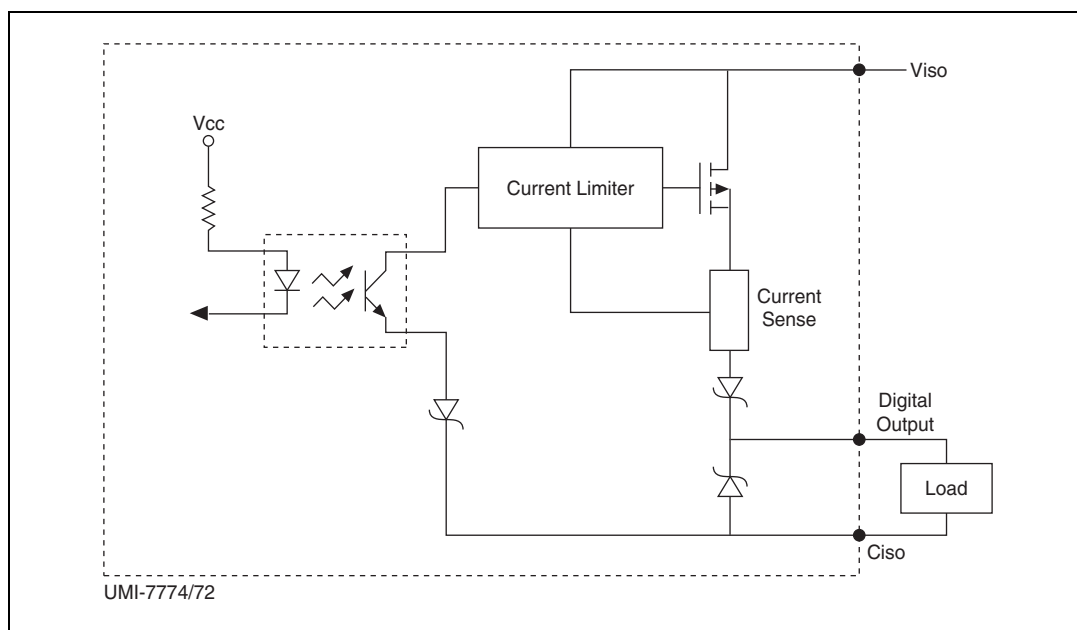 Viso
Vcc
Current Limiter
Current
Sense
Digital
Output
Load
Ciso
UMI-7774/72